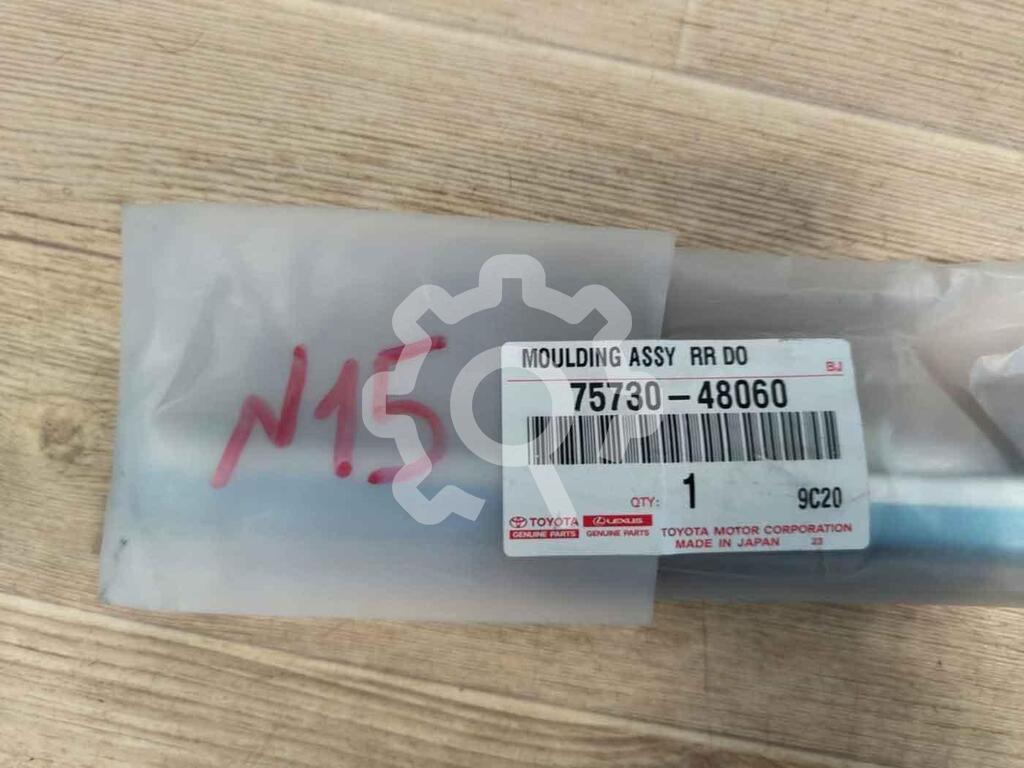 N15
MOULDING ASSY RR DO
BJ
75730-48060
QTY: 1 9C20
TOYOTA LEXUS
GENUINE PARTS GENUINE PARTS
TOYOTA MOTOR CORPORATION
MADE IN JAPAN 23